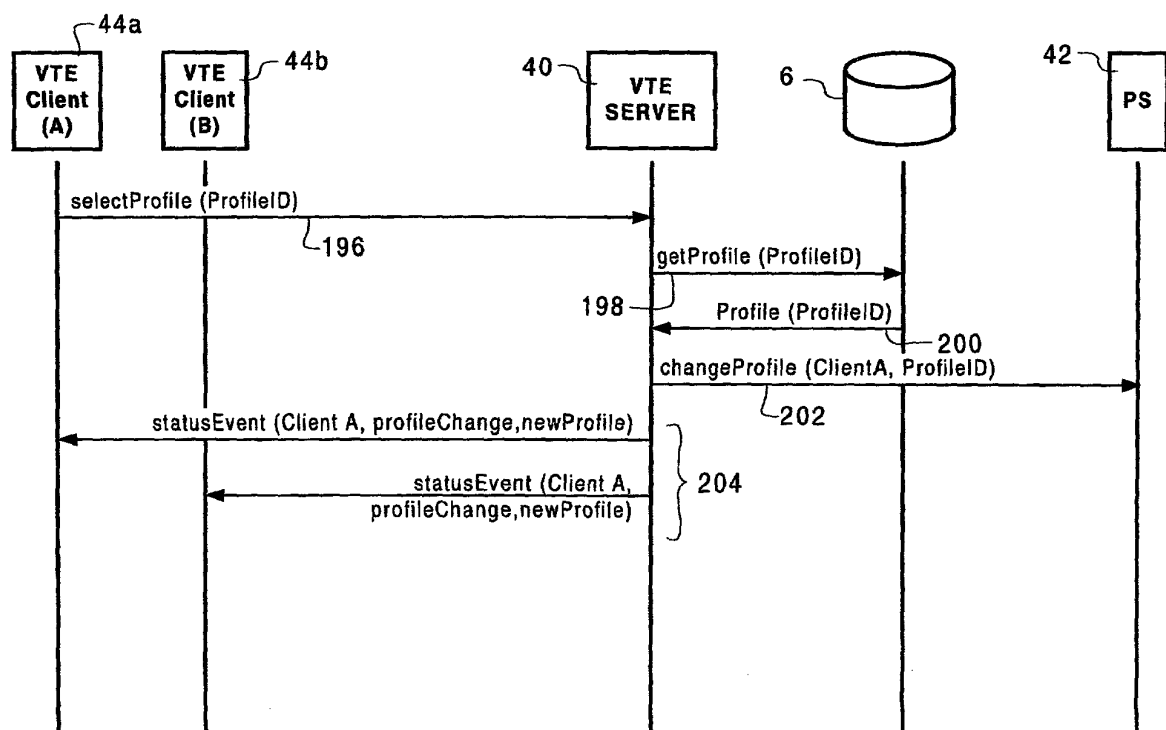 44a
VTE
Client
(A)
VTE
Client
(B)
44b
40
VTE
SERVER
6
42
PS
selectProfile (ProfileID)
196
getProfile (ProfileID)
198
Profile (ProfileID)
200
changeProfile (ClientA, ProfileID)
202
statusEvent (Client A, profileChange,newProfile)
statusEvent (Client A,
profileChange,newProfile)
204